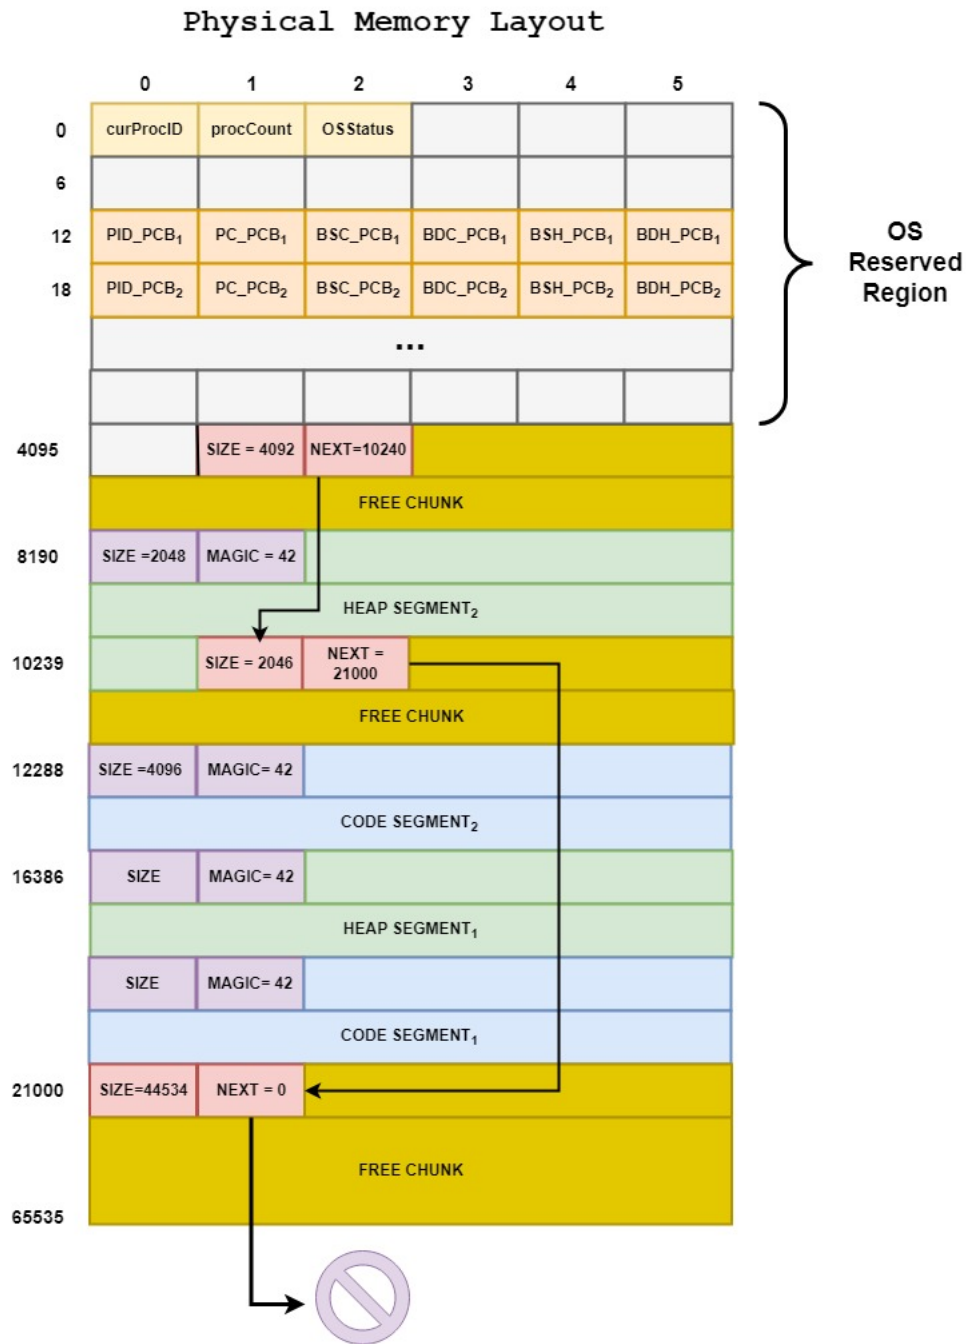 Physical Memory Layout
0 1 2 3 4 5
0 curProcID procCount OSStatus
6
12 PID_PCB₁ PC_PCB₁ BSC_PCB₁ BDC_PCB₁ BSH_PCB₁ BDH_PCB₁
18 PID_PCB₂ PC_PCB₂ BSC_PCB₂ BDC_PCB₂ BSH_PCB₂ BDH_PCB₂
OS
Reserved
Region
...
4095 SIZE = 4092 NEXT=10240
FREE CHUNK
8190 SIZE =2048 MAGIC = 42
HEAP SEGMENT₂
10239 SIZE = 2046 NEXT =
21000
FREE CHUNK
12288 SIZE =4096 MAGIC= 42
CODE SEGMENT₂
16386 SIZE MAGIC= 42
HEAP SEGMENT₁
SIZE MAGIC= 42
CODE SEGMENT₁
21000 SIZE=44534 NEXT = 0
FREE CHUNK
65535